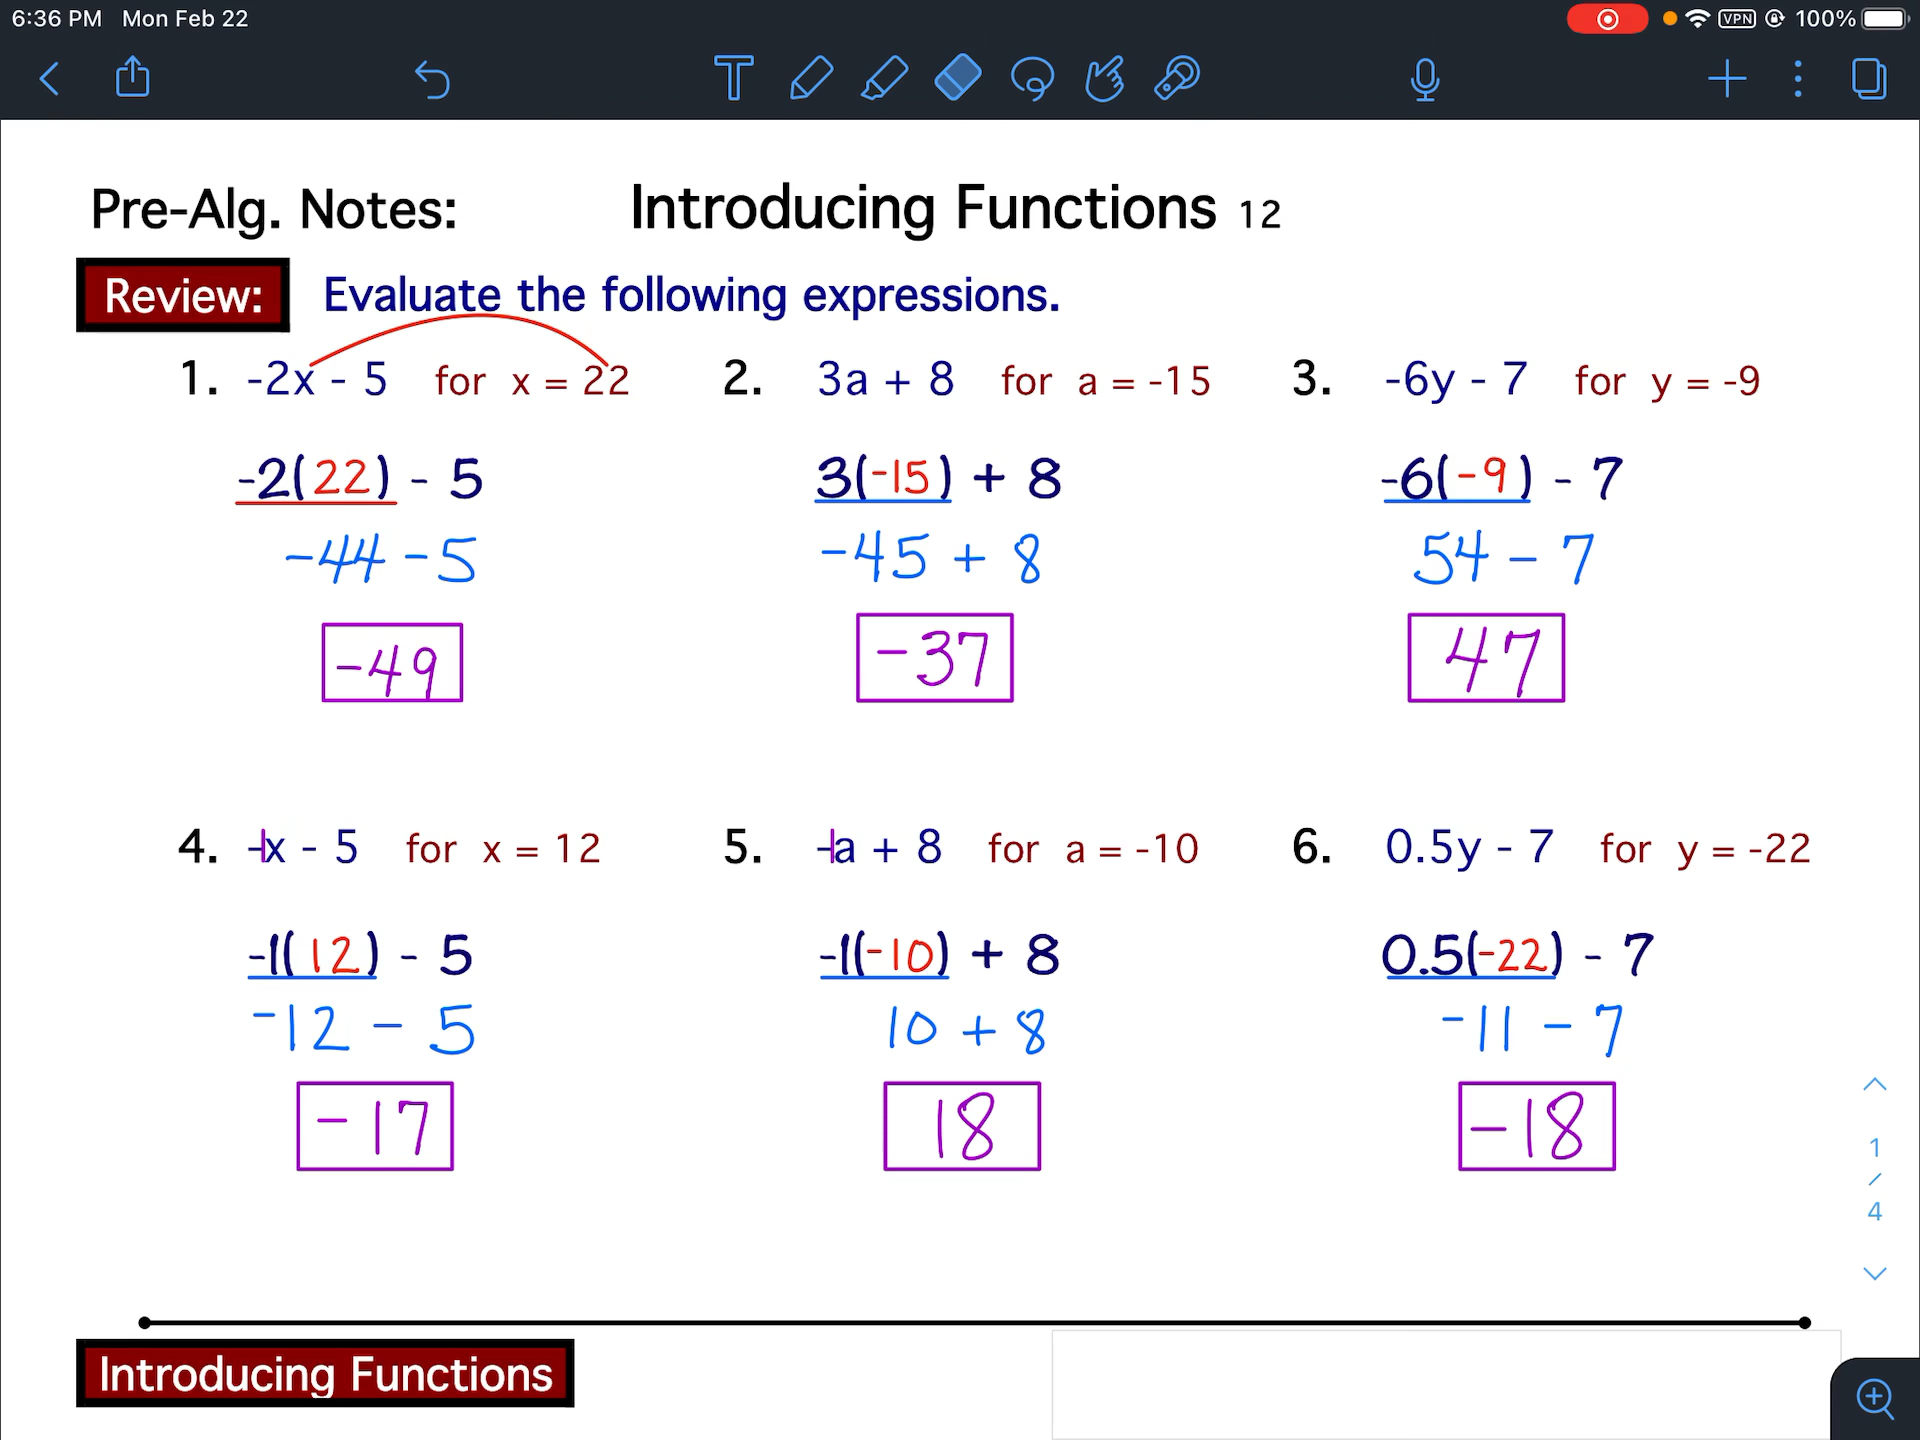 6:36 PM Mon Feb 22 VPN 100%
Pre-Alg. Notes: Introducing Functions 12
Review: Evaluate the following expressions.
1. -2x - 5 for x = 22 2. 3a + 8 for a = -15 3. -6y - 7 for y = -9
-2(22) - 5 3(-15) + 8 -6(-9) - 7
-44 - 5 -45 + 8 54 - 7
-49 -37 47
4. -1x - 5 for x = 12 5. -1a + 8 for a = -10 6. 0.5y - 7 for y = -22
-1(12) - 5 -1(-10) + 8 0.5(-22) - 7
-12 - 5 10 + 8 -11 - 7
-17 18 -18
1
/
4
Introducing Functions